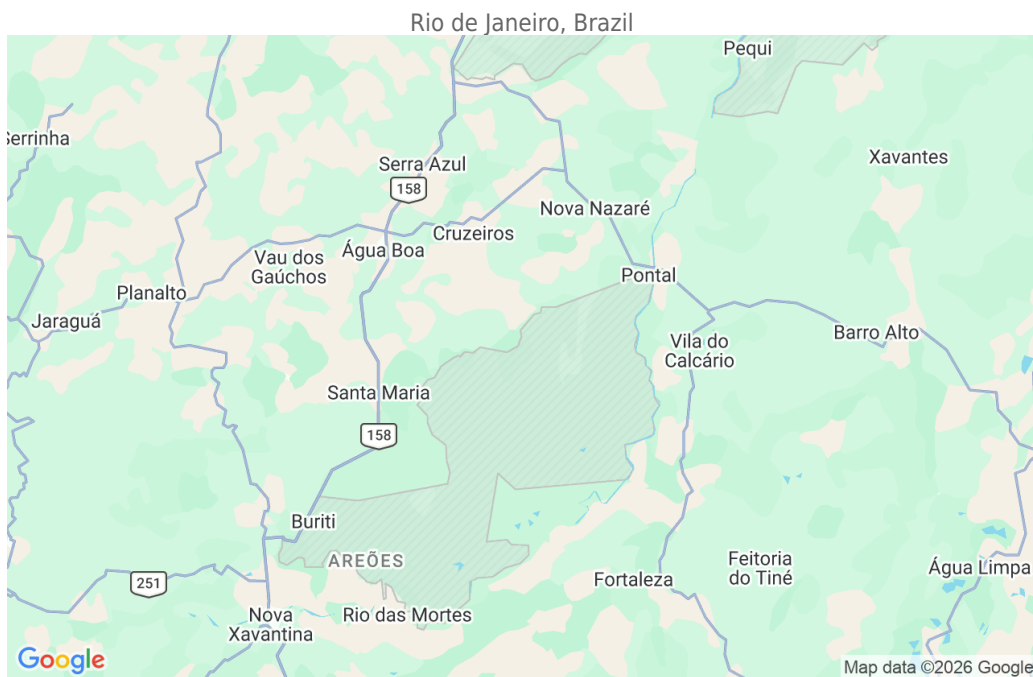 Rio de Janeiro, Brazil
Pequi
Serrinha
Xavantes
Serra Azul
158
Nova Nazaré
Cruzeiros
Água Boa
Vau dos
Gaúchos
Pontal
Planalto
Jaraguá
Barro Alto
Vila do
Calcário
Santa Maria
158
Buriti
AREÕES
Feitoria
do Tiné
Água Limpa
251
Fortaleza
Nova
Xavantina
Rio das Mortes
Google
Map data ©2026 Google